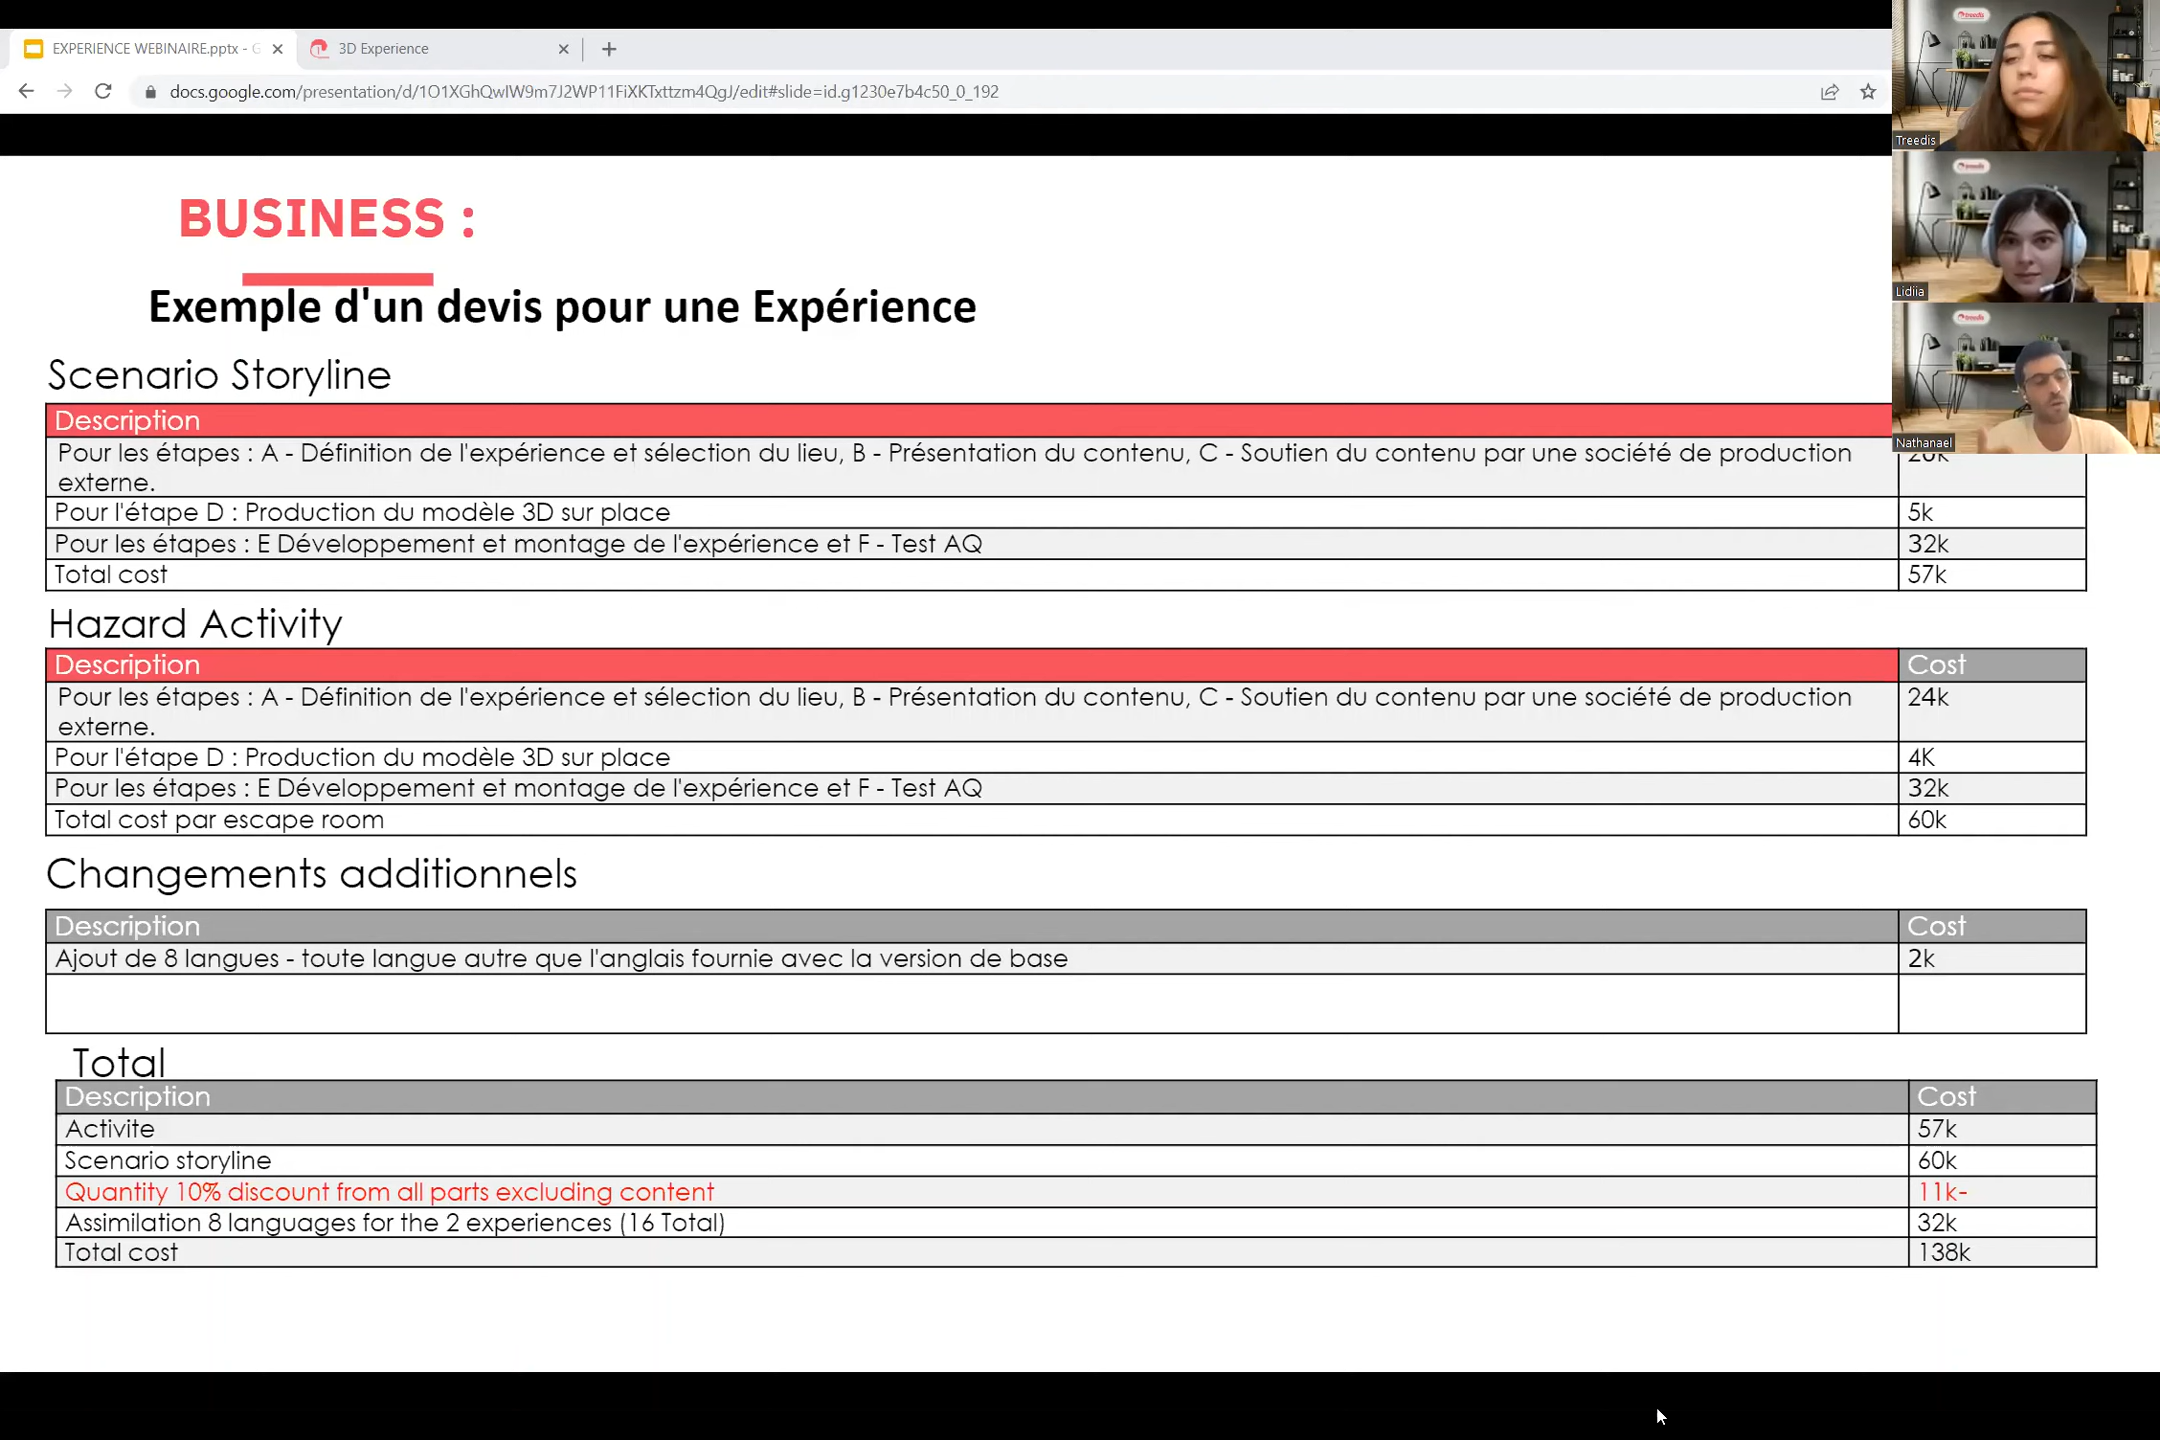 EXPERIENCE WEBINAIRE.pptx - G
3D Experience
docs.google.com/presentation/d/1O1XGhQwIW9m7J2WP11FiXKTxttzm4QgJ/edit#slide=id.g1230e7b4c50_0_192
Treedis
Lidiia
Nathanael
BUSINESS :
Exemple d'un devis pour une Expérience
Scenario Storyline
Description
Pour les étapes : A - Définition de l'expérience et sélection du lieu, B - Présentation du contenu, C - Soutien du contenu par une société de production
externe.
Pour l'étape D : Production du modèle 3D sur place 5k
Pour les étapes : E Développement et montage de l'expérience et F - Test AQ 32k
Total cost 57k
Hazard Activity
Description Cost
Pour les étapes : A - Définition de l'expérience et sélection du lieu, B - Présentation du contenu, C - Soutien du contenu par une société de production 24k
externe.
Pour l'étape D : Production du modèle 3D sur place 4K
Pour les étapes : E Développement et montage de l'expérience et F - Test AQ 32k
Total cost par escape room 60k
Changements additionnels
Description Cost
Ajout de 8 langues - toute langue autre que l'anglais fournie avec la version de base 2k
Total
Description Cost
Activite 57k
Scenario storyline 60k
Quantity 10% discount from all parts excluding content 11k-
Assimilation 8 languages for the 2 experiences (16 Total) 32k
Total cost 138k